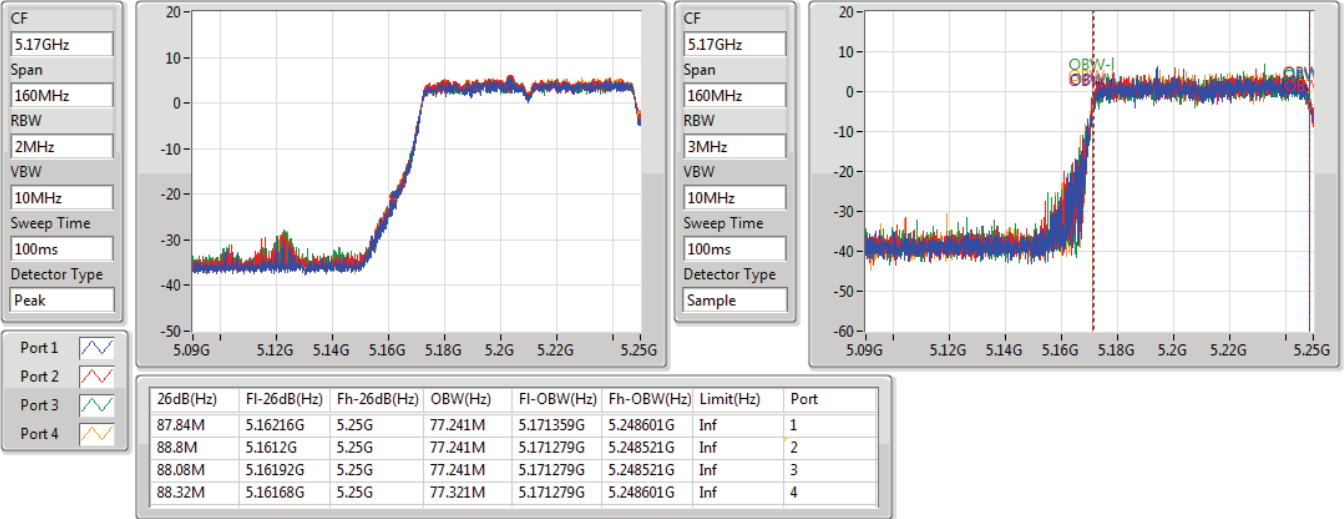 CF
5.17GHz
Span
160MHz
RBW
2MHz
VBW
10MHz
Sweep Time
100ms
Detector Type
Peak
20
10
0
-10
-20
-30
-40
-50
5.09G 5.12G 5.14G 5.16G 5.18G 5.2G 5.22G 5.25G
CF
5.17GHz
Span
160MHz
RBW
3MHz
VBW
10MHz
Sweep Time
100ms
Detector Type
Sample
20
10
0
-10
-20
-30
-40
-50
-60
OBW-l
5.09G 5.12G 5.14G 5.16G 5.18G 5.2G 5.22G 5.25G
Port 1
Port 2
Port 3
Port 4
26dB(Hz) Fl-26dB(Hz) Fh-26dB(Hz) OBW(Hz) Fl-OBW(Hz) Fh-OBW(Hz) Limit(Hz) Port
87.84M 5.16216G 5.25G 77.241M 5.171359G 5.248601G Inf 1
88.8M 5.1612G 5.25G 77.241M 5.171279G 5.248521G Inf 2
88.08M 5.16192G 5.25G 77.241M 5.171279G 5.248521G Inf 3
88.32M 5.16168G 5.25G 77.321M 5.171279G 5.248601G Inf 4